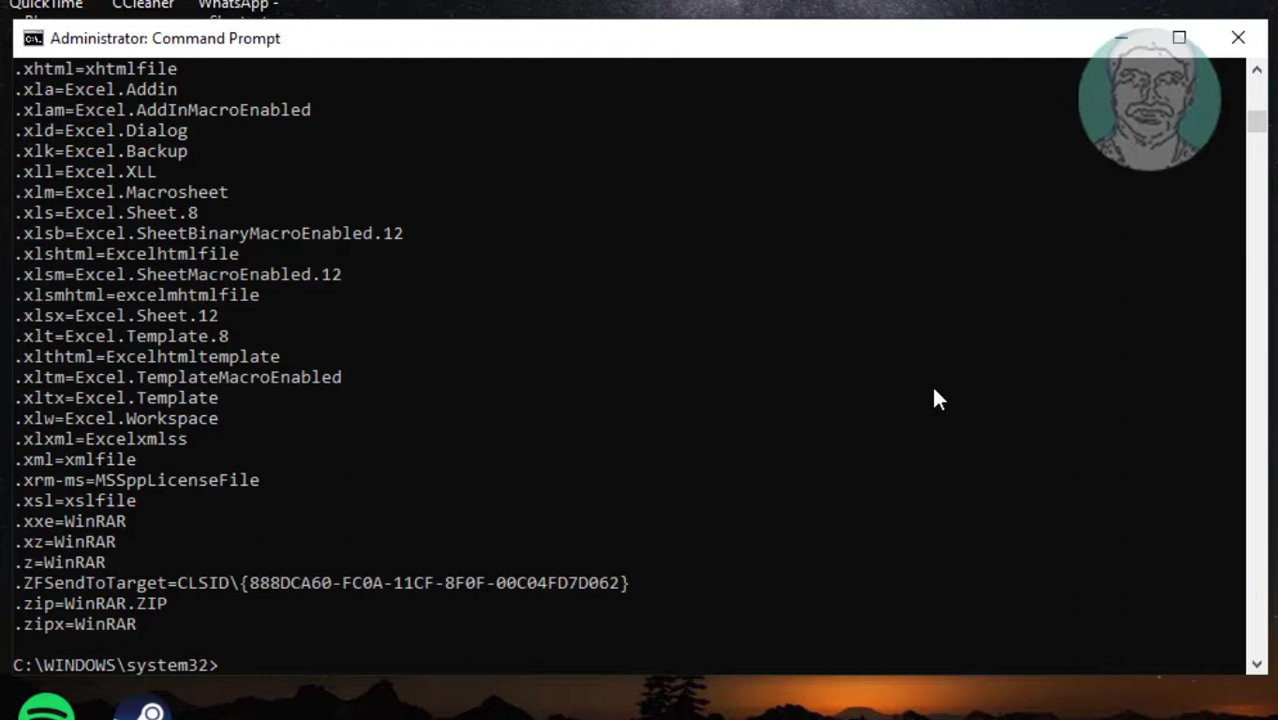 QuickTime CCleaner WhatsApp -
Administrator: Command Prompt
.xhtml=xhtmlfile
.xla=Excel.Addin
.xlam=Excel.AddInMacroEnabled
.xld=Excel.Dialog
.xlk=Excel.Backup
.xll=Excel.XLL
.xlm=Excel.Macrosheet
.xls=Excel.Sheet.8
.xlsb=Excel.SheetBinaryMacroEnabled.12
.xlshtml=Excelhtmlfile
.xlsm=Excel.SheetMacroEnabled.12
.xlsmhtml=excelmhtmlfile
.xlsx=Excel.Sheet.12
.xlt=Excel.Template.8
.xlthtml=Excelhtmltemplate
.xltm=Excel.TemplateMacroEnabled
.xltx=Excel.Template
.xlw=Excel.Workspace
.xlxml=Excelxmlss
.xml=xmlfile
.xrm-ms=MSSppLicenseFile
.xsl=xslfile
.xxe=WinRAR
.xz=WinRAR
.z=WinRAR
.ZFSendToTarget=CLSID\{888DCA60-FC0A-11CF-8F0F-00C04FD7D062}
.zip=WinRAR.ZIP
.zipx=WinRAR
C:\WINDOWS\system32>